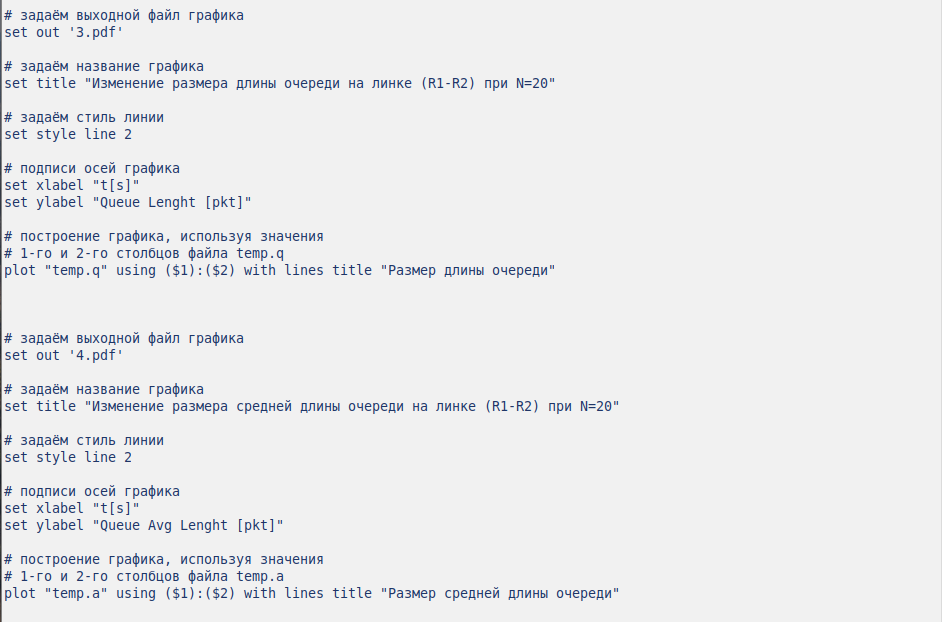 # задаём выходной файл графика
set out '3.pdf'
# задаём название графика
set title "Изменение размера длины очереди на линке (R1-R2) при N=20"
# задаём стиль линии
set style line 2
# подписи осей графика
set xlabel "t[s]"
set ylabel "Queue Lenght [pkt]"
# построение графика, используя значения
# 1-го и 2-го столбцов файла temp.q
plot "temp.q" using ($1):($2) with lines title "Размер длины очереди"
# задаём выходной файл графика
set out '4.pdf'
# задаём название графика
set title "Изменение размера средней длины очереди на линке (R1-R2) при N=20"
# задаём стиль линии
set style line 2
# подписи осей графика
set xlabel "t[s]"
set ylabel "Queue Avg Lenght [pkt]"
# построение графика, используя значения
# 1-го и 2-го столбцов файла temp.a
plot "temp.a" using ($1):($2) with lines title "Размер средней длины очереди"